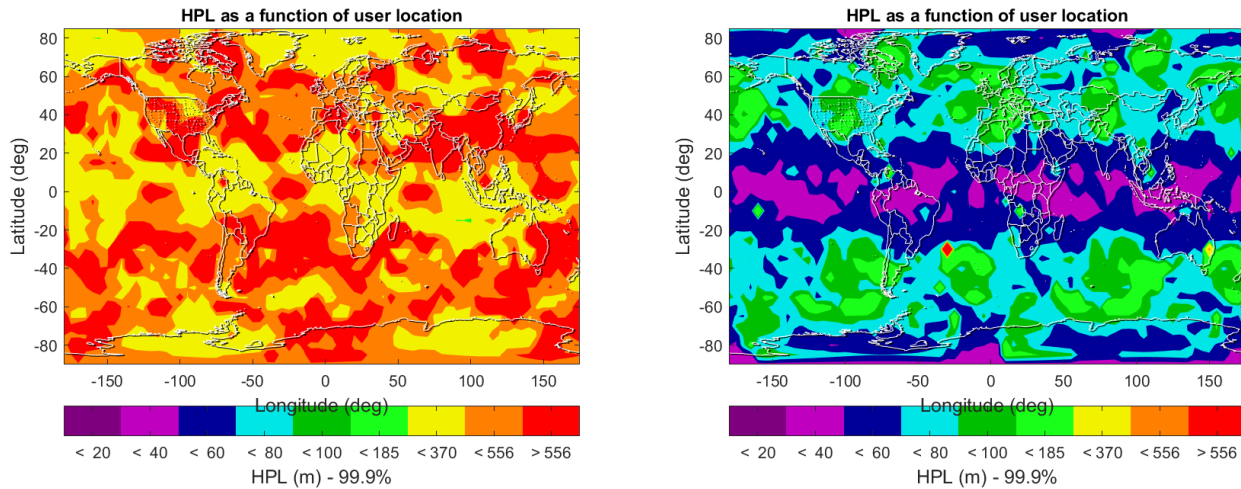 HPL as a function of user location
80
60
40
20
0
-20
-40
-60
-80
Latitude (deg)
-150 -100 -50 0 50 100 150
Longitude (deg)
< 20 < 40 < 60 < 80 < 100 < 185 < 370 < 556 > 556
HPL (m) - 99.9%
HPL as a function of user location
80
60
40
20
0
-20
-40
-60
-80
Latitude (deg)
-150 -100 -50 0 50 100 150
Longitude (deg)
< 20 < 40 < 60 < 80 < 100 < 185 < 370 < 556 > 556
HPL (m) - 99.9%